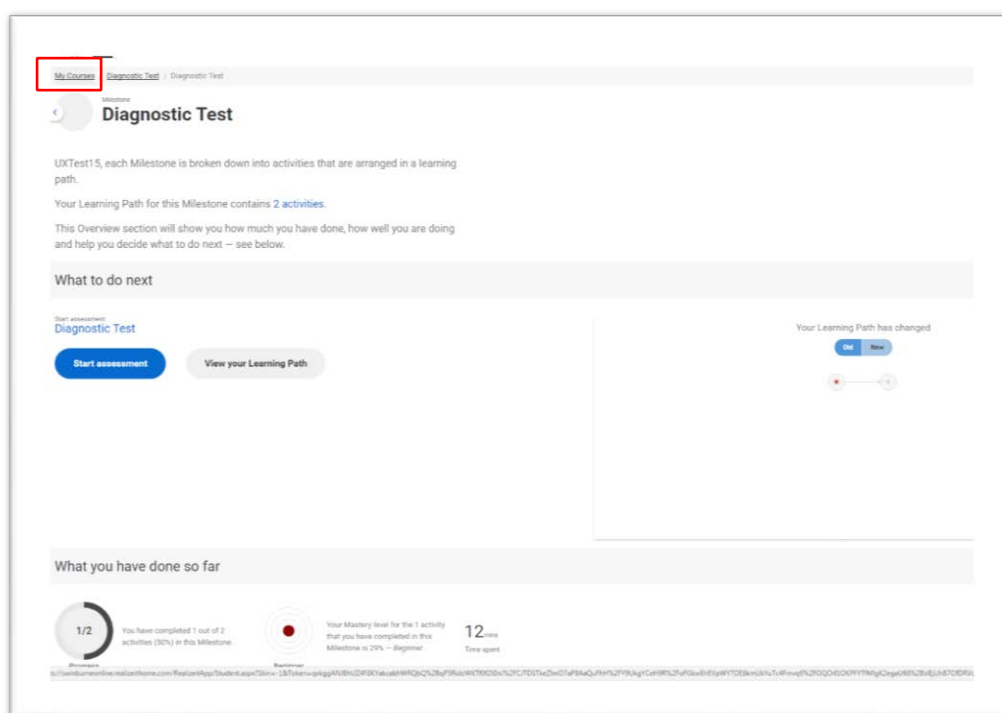 My Courses / Diagnostic Test / Diagnostic Test
Milestone
Diagnostic Test
UXTest15, each Milestone is broken down into activities that are arranged in a learning
path.
Your Learning Path for this Milestone contains 2 activities.
This Overview section will show you how much you have done, how well you are doing
and help you decide what to do next — see below.
What to do next
Start assessment:
Diagnostic Test
Start assessment
View your Learning Path
Your Learning Path has changed
Old
New
What you have done so far
1/2
You have completed 1 out of 2
activities (50%) in this Milestone.
Progress
Your Mastery level for the 1 activity
that you have completed in this
Milestone is 29% — Beginner.
Beginner
12 mins
Time spent